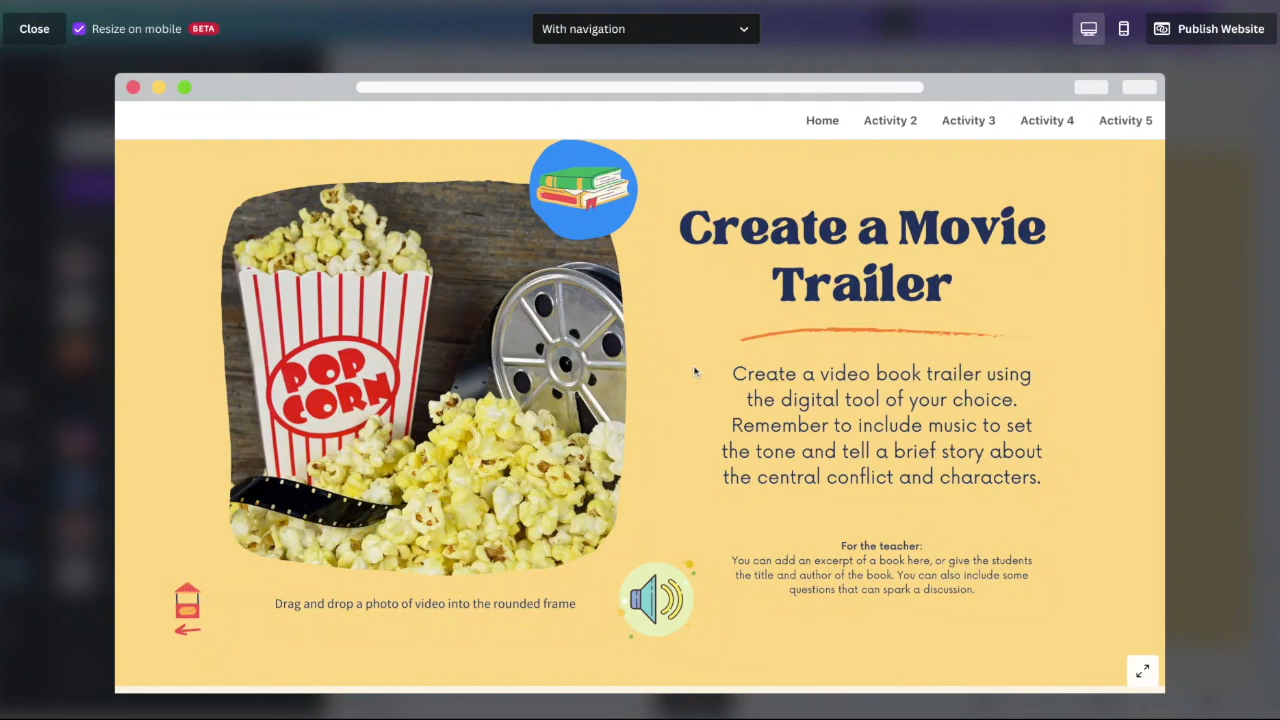 Close
Resize on mobile BETA
With navigation
Publish Website
Home Activity 2 Activity 3 Activity 4 Activity 5
POP
CORN
Create a Movie
Trailer
Create a video book trailer using
the digital tool of your choice.
Remember to include music to set
the tone and tell a brief story about
the central conflict and characters.
For the teacher:
You can add an excerpt of a book here, or give the students
the title and author of the book. You can also include some
questions that can spark a discussion.
Drag and drop a photo of video into the rounded frame